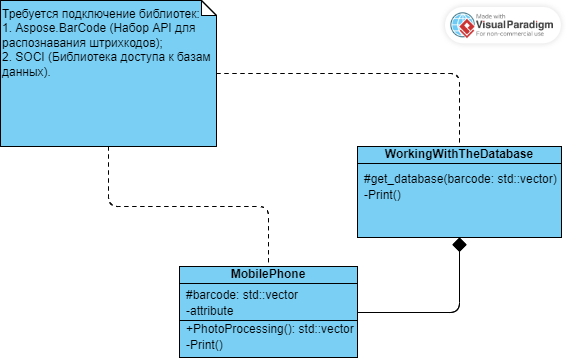 Требуется подключение библиотек:
1. Aspose.BarCode (Набор API для
распознавания штрихкодов);
2. SOCI (Библиотека доступа к базам
данных).
Made with
Visual Paradigm
For non-commercial use
WorkingWithTheDatabase
#get_database(barcode: std::vector)
-Print()
MobilePhone
#barcode: std::vector
-attribute
+PhotoProcessing(): std::vector
-Print()